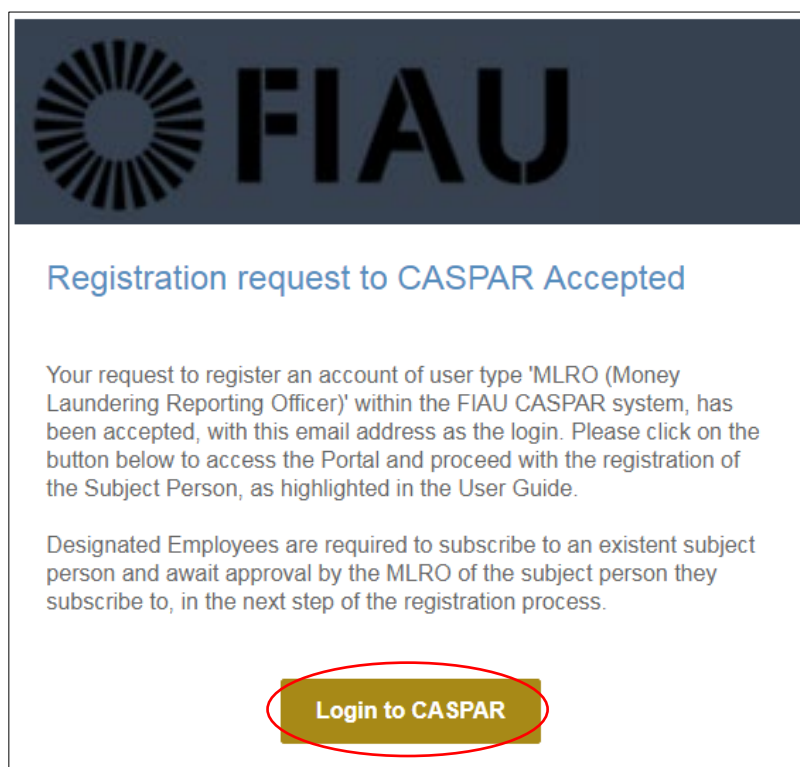 FIAU
Registration request to CASPAR Accepted
Your request to register an account of user type 'MLRO (Money
Laundering Reporting Officer)' within the FIAU CASPAR system, has
been accepted, with this email address as the login. Please click on the
button below to access the Portal and proceed with the registration of
the Subject Person, as highlighted in the User Guide.
Designated Employees are required to subscribe to an existent subject
person and await approval by the MLRO of the subject person they
subscribe to, in the next step of the registration process.
Login to CASPAR